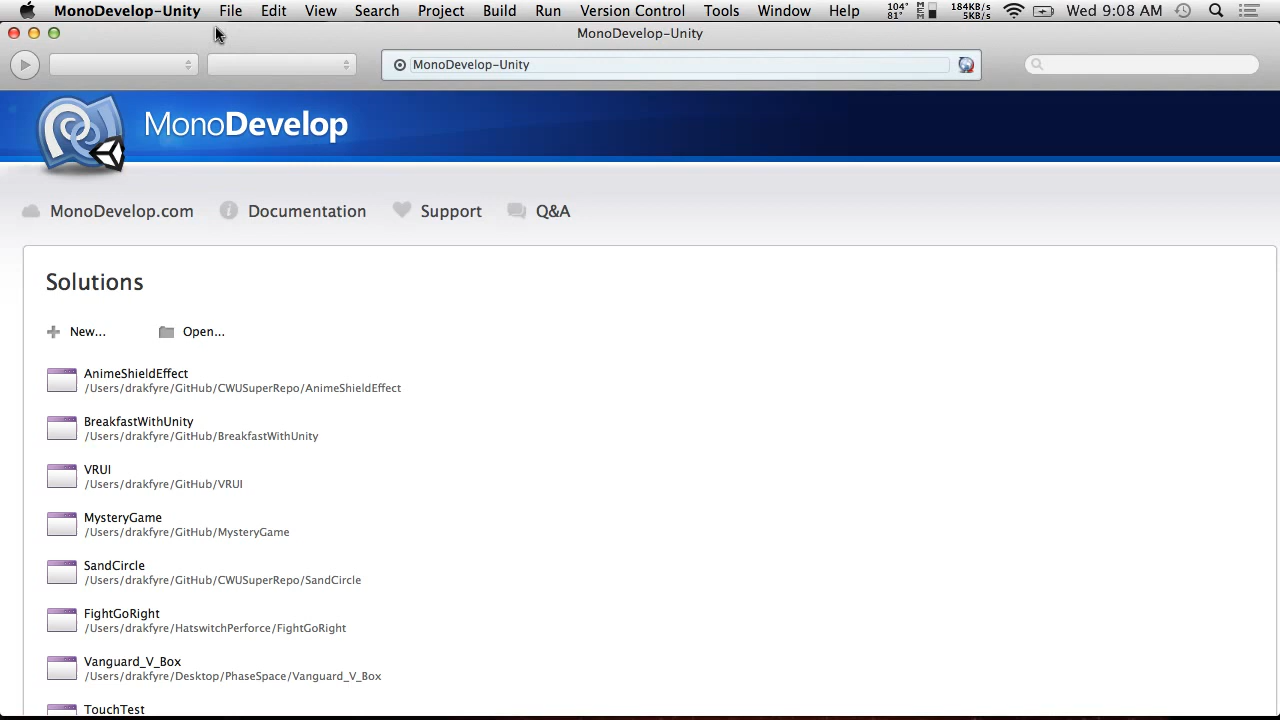 MonoDevelop-Unity File Edit View Search Project Build Run Version Control Tools Window Help 104° 81° 184KB/s 5KB/s Wed 9:08 AM
MonoDevelop-Unity
MonoDevelop-Unity
MonoDevelop
MonoDevelop.com Documentation Support Q&A
Solutions
New... Open...
AnimeShieldEffect
/Users/drakfyre/GitHub/CWUSuperRepo/AnimeShieldEffect
BreakfastWithUnity
/Users/drakfyre/GitHub/BreakfastWithUnity
VRUI
/Users/drakfyre/GitHub/VRUI
MysteryGame
/Users/drakfyre/GitHub/MysteryGame
SandCircle
/Users/drakfyre/GitHub/CWUSuperRepo/SandCircle
FightGoRight
/Users/drakfyre/HatswitchPerforce/FightGoRight
Vanguard_V_Box
/Users/drakfyre/Desktop/PhaseSpace/Vanguard_V_Box
TouchTest